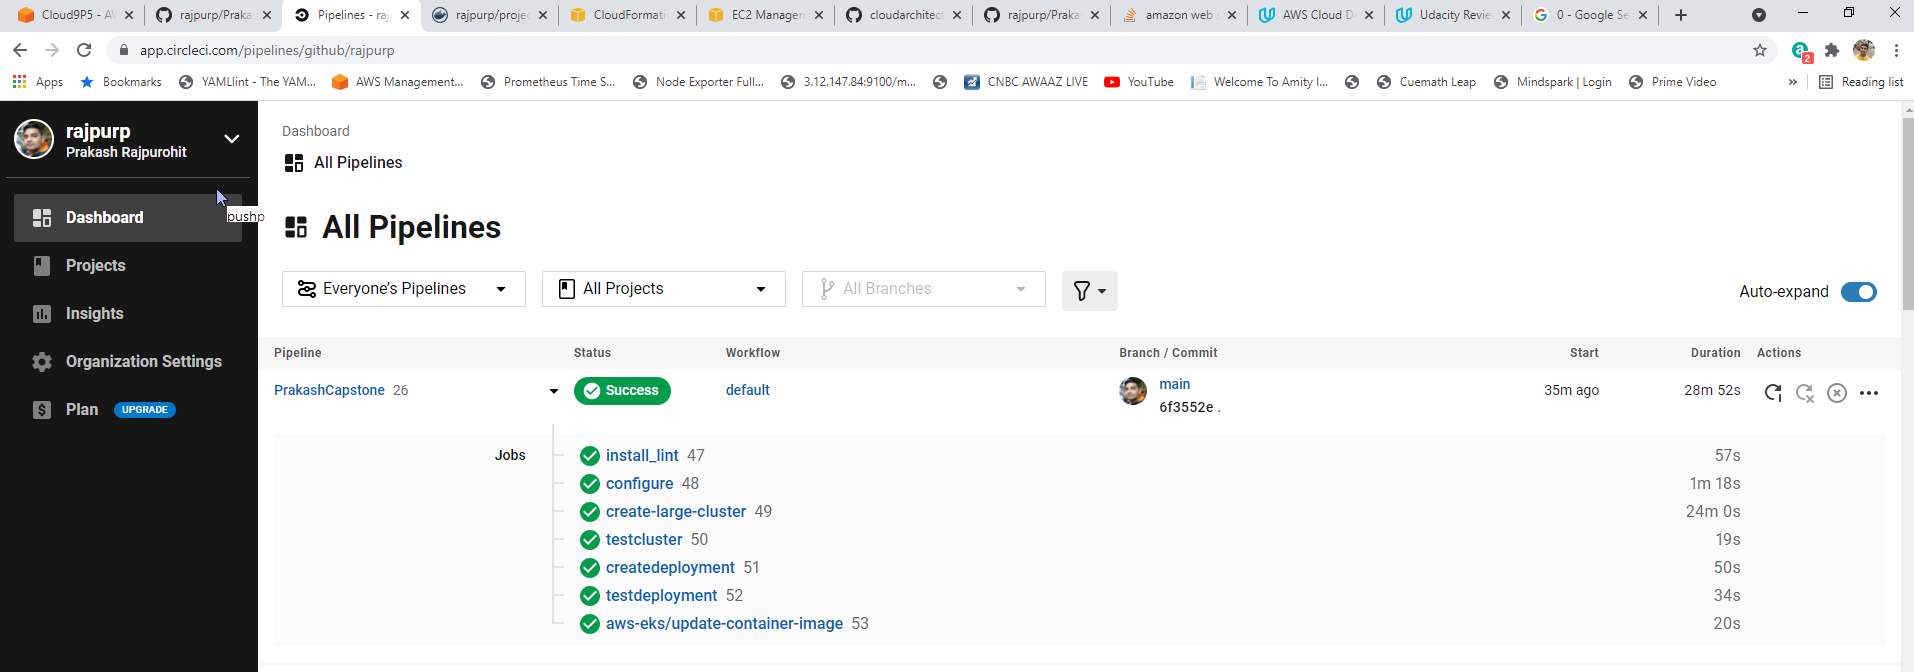 Cloud9P5 - AW
rajpurp/Praka
Pipelines - raj
rajpurp/projec
CloudFormati
EC2 Managem
cloudarchitec
rajpurp/Praka
amazon web s
AWS Cloud D
Udacity Revie
0 - Google Se
app.circleci.com/pipelines/github/rajpurp
2
Apps
Bookmarks
YAMLlint - The YAM...
AWS Management...
Prometheus Time S...
Node Exporter Full...
3.12.147.84:9100/m...
CNBC AWAAZ LIVE
YouTube
Welcome To Amity I...
Cuemath Leap
Mindspark | Login
Prime Video
»
Reading list
rajpurp
Prakash Rajpurohit
Dashboard
pushp
Projects
Insights
Organization Settings
Plan UPGRADE
Dashboard
All Pipelines
All Pipelines
Everyone's Pipelines
All Projects
All Branches
Auto-expand
Pipeline Status Workflow Branch / Commit Start Duration Actions
PrakashCapstone 26 Success default main 35m ago 28m 52s
6f3552e .
Jobs install_lint 47 57s
configure 48 1m 18s
create-large-cluster 49 24m 0s
testcluster 50 19s
createdeployment 51 50s
testdeployment 52 34s
aws-eks/update-container-image 53 20s